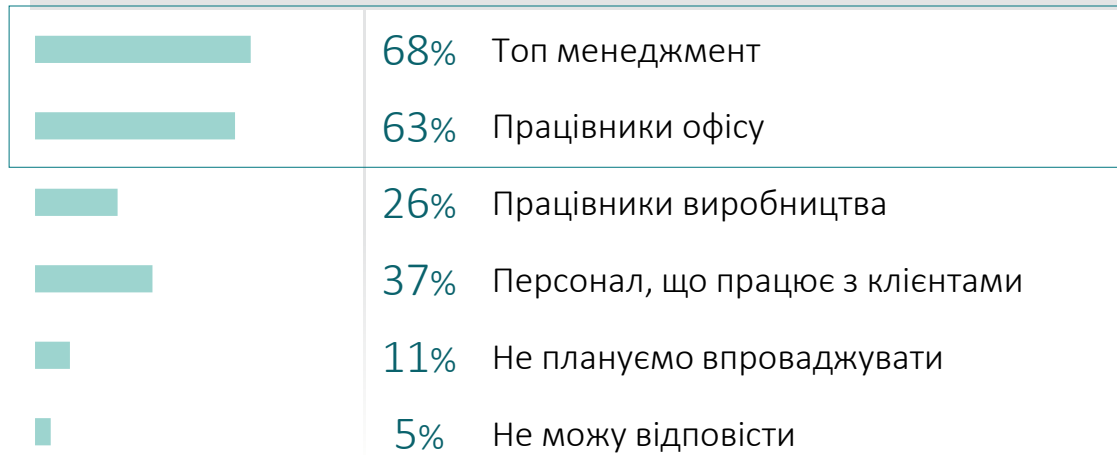 68% Топ менеджмент
63% Працівники офісу
26% Працівники виробництва
37% Персонал, що працює з клієнтами
11% Не плануємо впроваджувати
5% Не можу відповісти